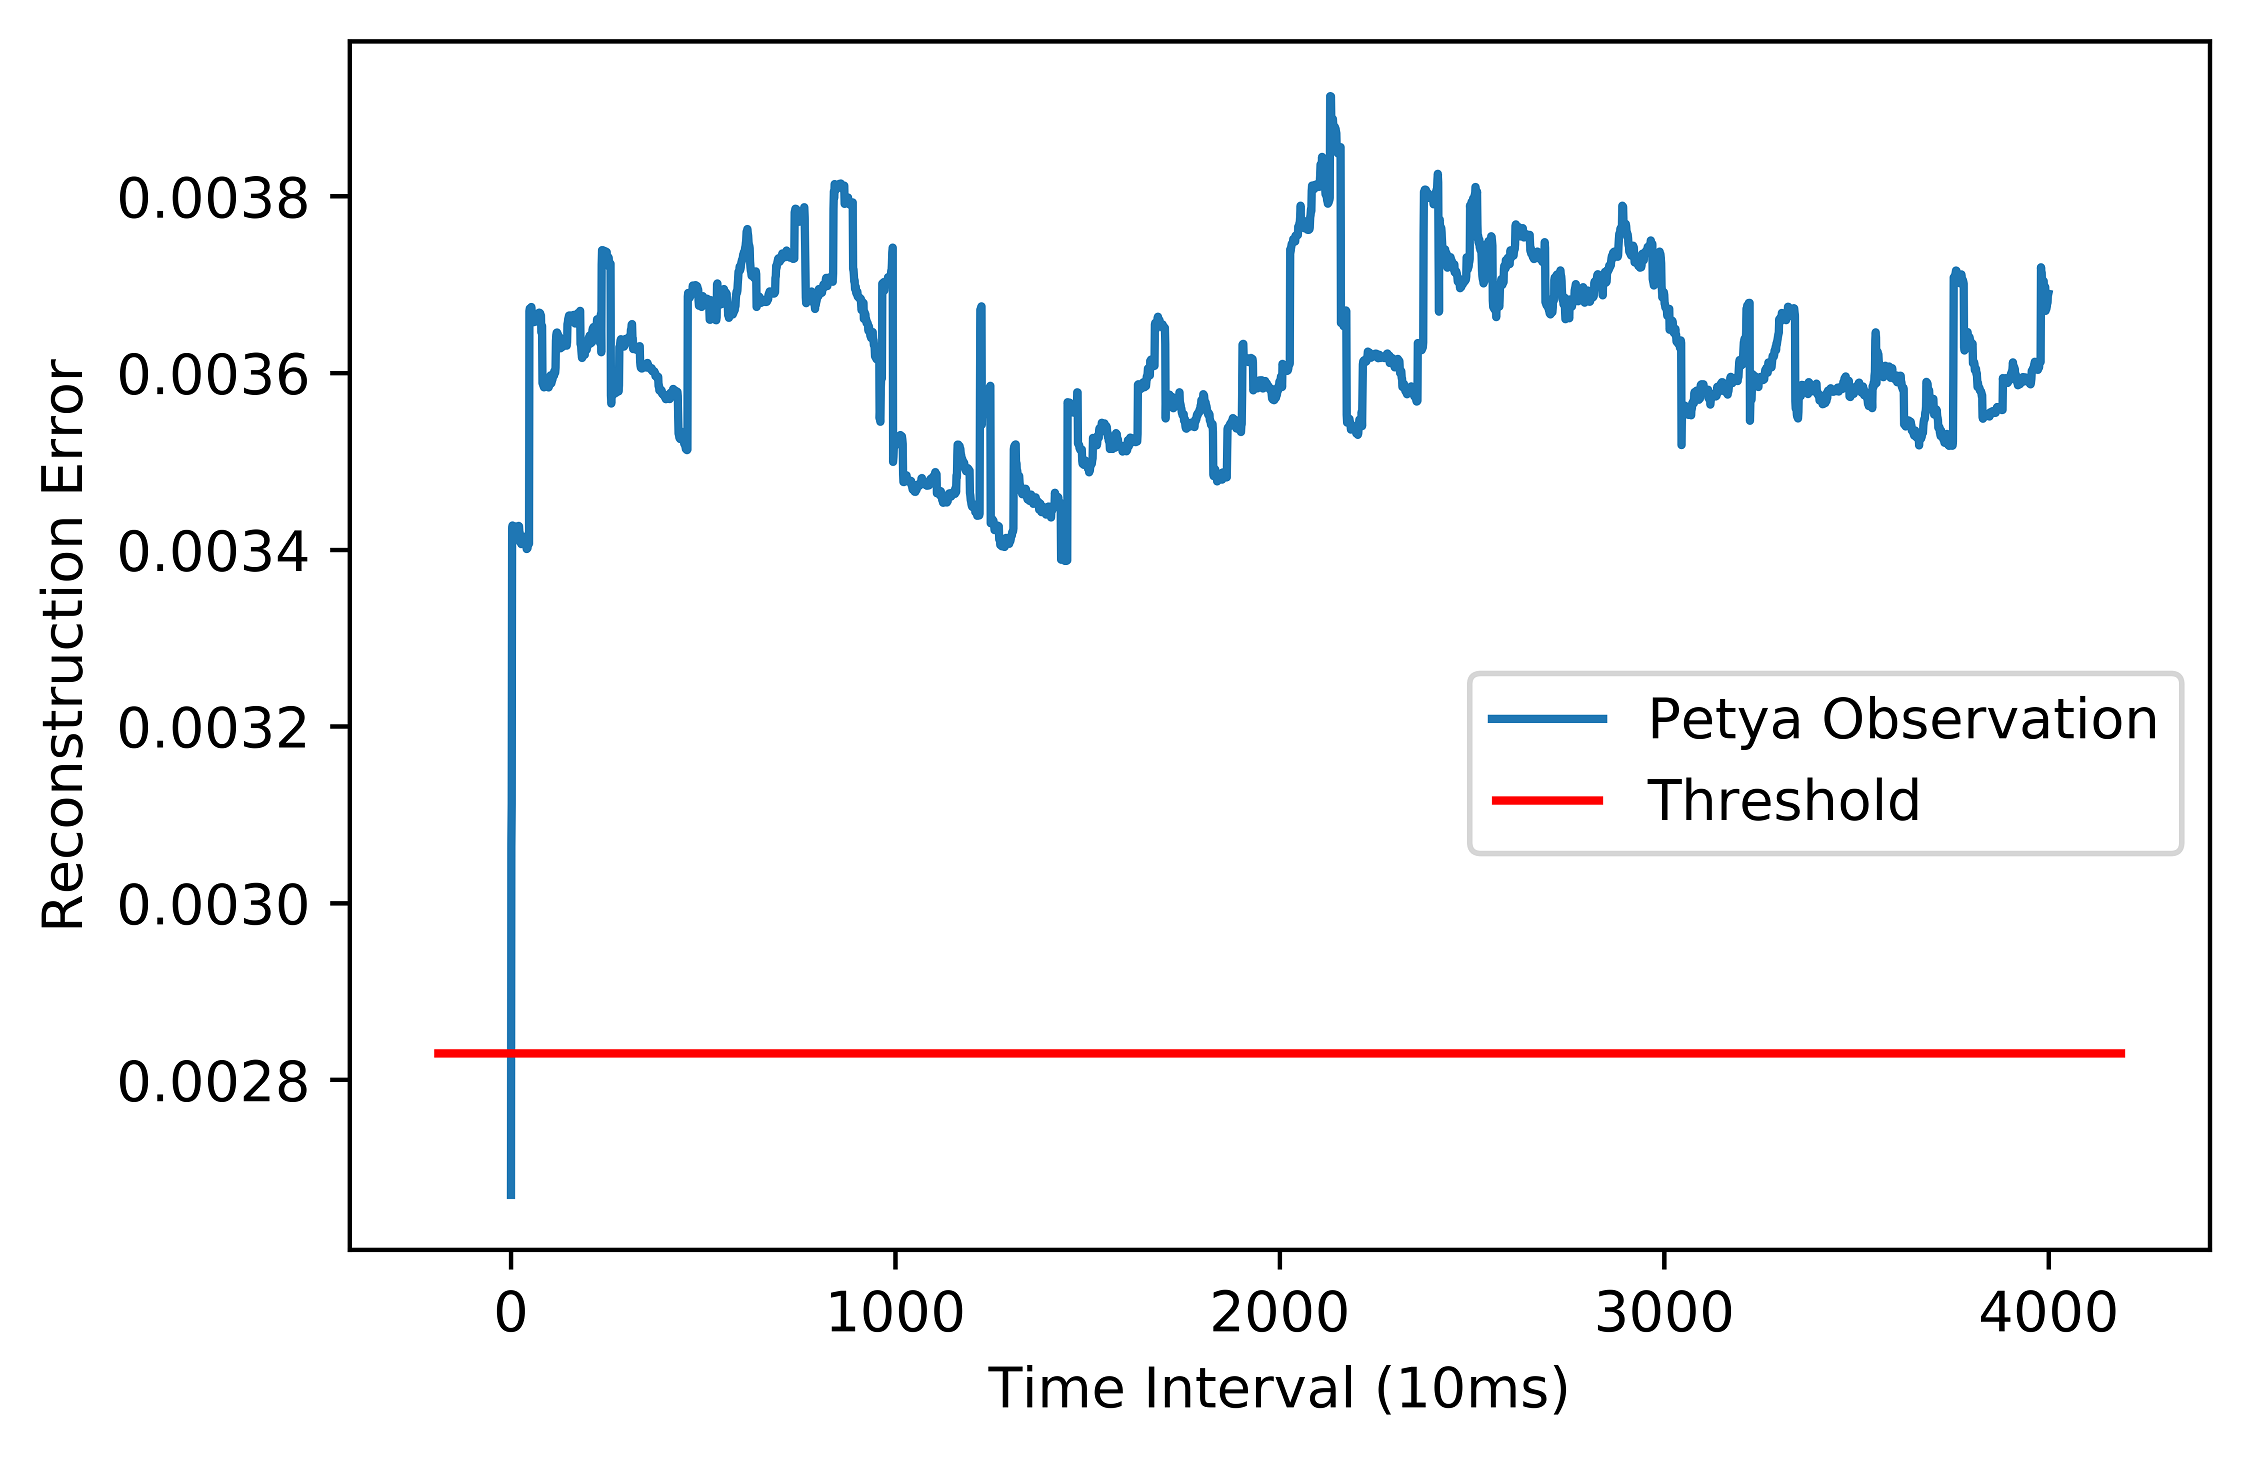 0.0038
0.0036
0.0034
0.0032
0.0030
0.0028
Reconstruction Error
Petya Observation
Threshold
0 1000 2000 3000 4000
Time Interval (10ms)